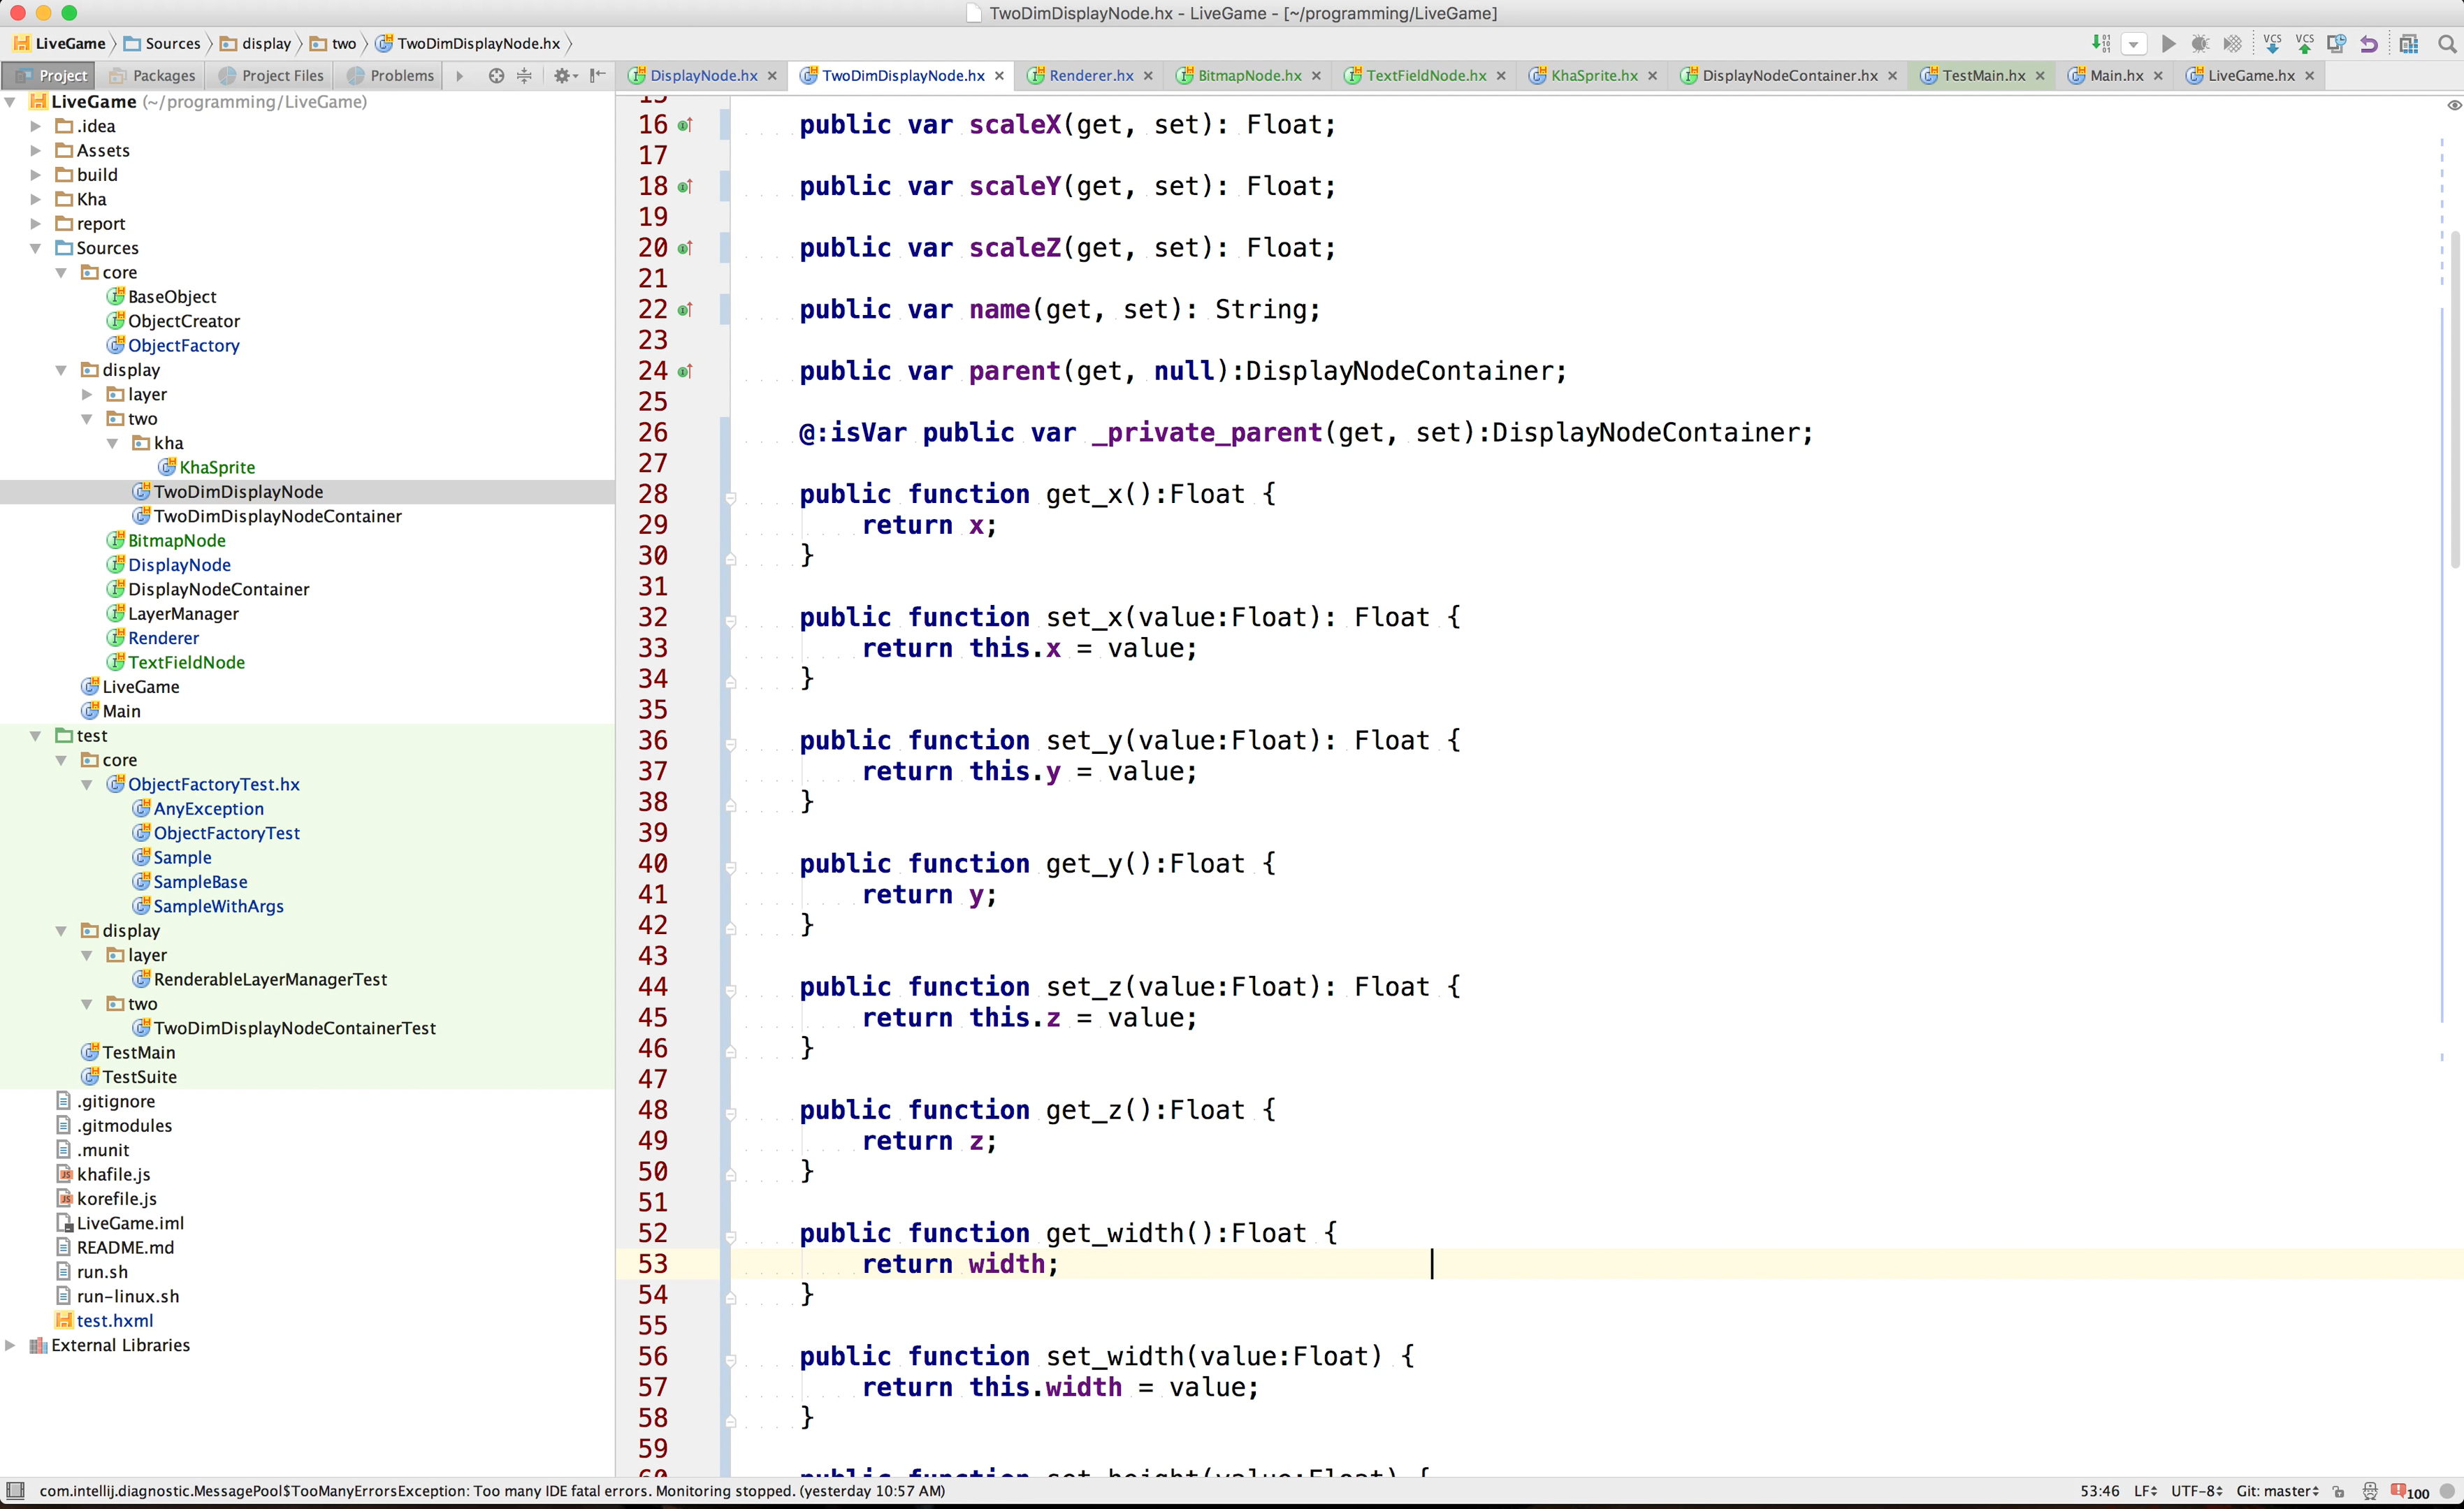 TwoDimDisplayNode.hx - LiveGame - [~/programming/LiveGame]
LiveGame Sources display two TwoDimDisplayNode.hx
Project Packages Project Files Problems
DisplayNode.hx TwoDimDisplayNode.hx Renderer.hx BitmapNode.hx TextFieldNode.hx KhaSprite.hx DisplayNodeContainer.hx TestMain.hx Main.hx LiveGame.hx
LiveGame (~/programming/LiveGame)
.idea
Assets
build
Kha
report
Sources
core
BaseObject
ObjectCreator
ObjectFactory
display
layer
two
kha
KhaSprite
TwoDimDisplayNode
TwoDimDisplayNodeContainer
BitmapNode
DisplayNode
DisplayNodeContainer
LayerManager
Renderer
TextFieldNode
LiveGame
Main
test
core
ObjectFactoryTest.hx
AnyException
ObjectFactoryTest
Sample
SampleBase
SampleWithArgs
display
layer
RenderableLayerManagerTest
two
TwoDimDisplayNodeContainerTest
TestMain
TestSuite
.gitignore
.gitmodules
.munit
khafile.js
korefile.js
LiveGame.iml
README.md
run.sh
run-linux.sh
test.hxml
External Libraries
15
16 public var scaleX(get, set): Float;
17
18 public var scaleY(get, set): Float;
19
20 public var scaleZ(get, set): Float;
21
22 public var name(get, set): String;
23
24 public var parent(get, null):DisplayNodeContainer;
25
26 @:isVar public var _private_parent(get, set):DisplayNodeContainer;
27
28 public function get_x():Float {
29 return x;
30 }
31
32 public function set_x(value:Float): Float {
33 return this.x = value;
34 }
35
36 public function set_y(value:Float): Float {
37 return this.y = value;
38 }
39
40 public function get_y():Float {
41 return y;
42 }
43
44 public function set_z(value:Float): Float {
45 return this.z = value;
46 }
47
48 public function get_z():Float {
49 return z;
50 }
51
52 public function get_width():Float {
53 return width;
54 }
55
56 public function set_width(value:Float) {
57 return this.width = value;
58 }
59
60 public function set_height(value:Float) {
com.intellij.diagnostic.MessagePool$TooManyErrorsException: Too many IDE fatal errors. Monitoring stopped. (yesterday 10:57 AM) 53:46 LF UTF-8 Git: master 100